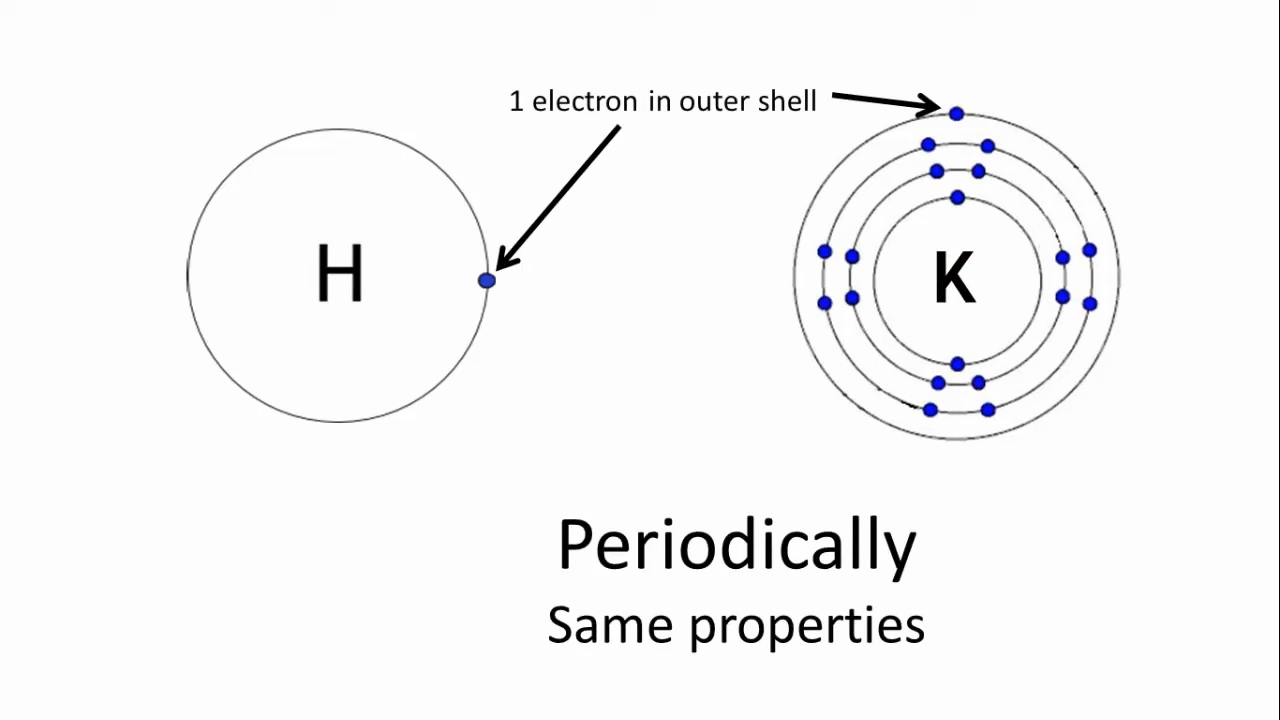 1 electron in outer shell
H
K
Periodically
Same properties